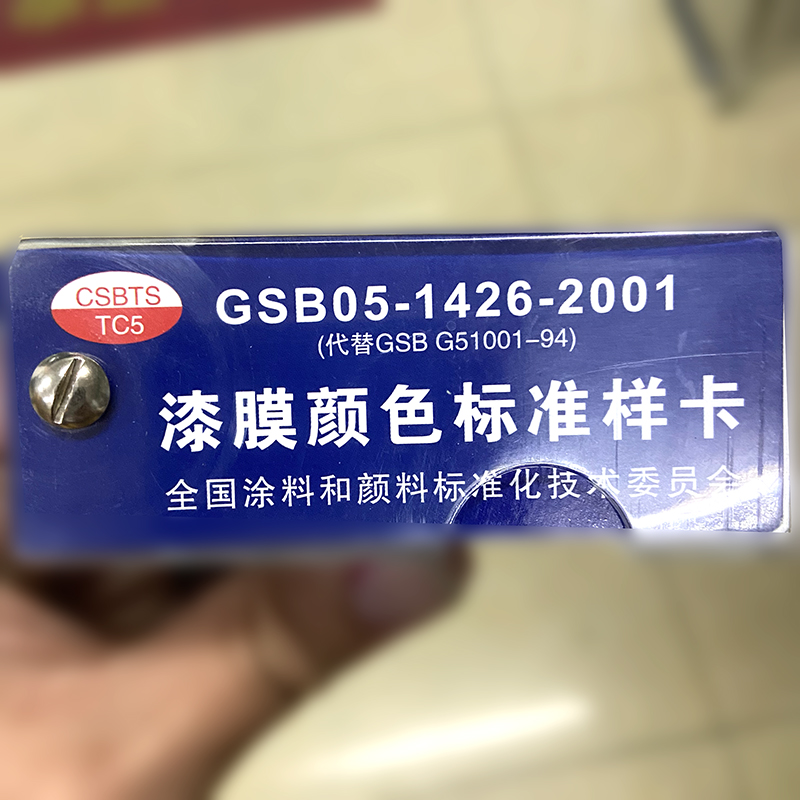 CSBTS
TC5
GSB05-1426-2001
(代替GSB G51001-94)
漆膜颜色标准样卡
全国涂料和颜料标准化技术委员会